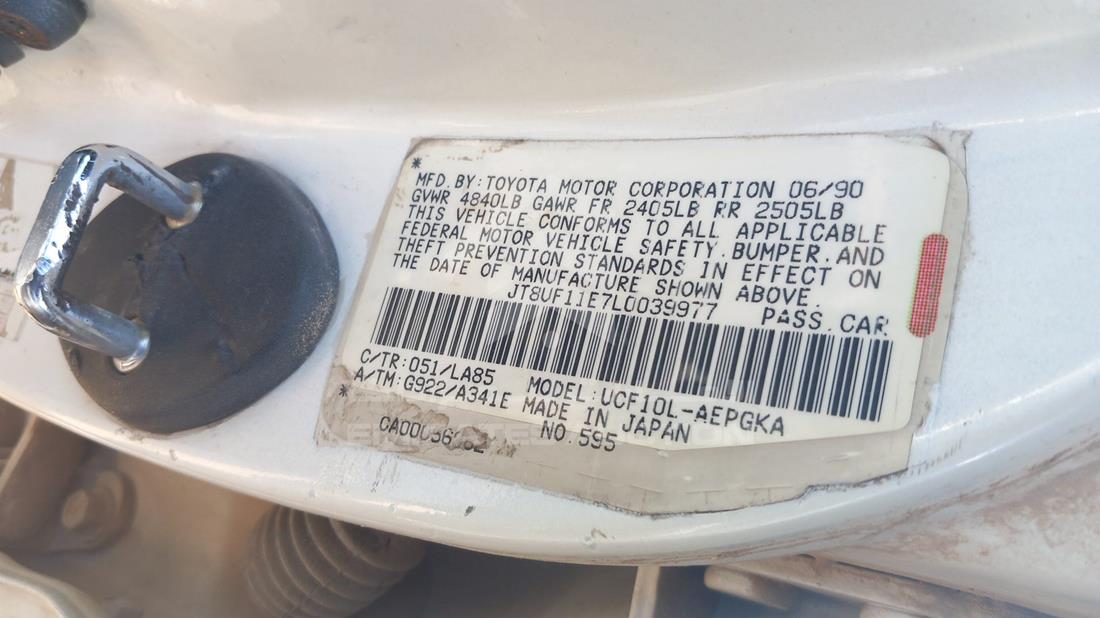 *
MFD. BY: TOYOTA MOTOR CORPORATION 06/90
GVWR 4840LB GAWR FR 2405LB RR 2505LB
THIS VEHICLE CONFORMS TO ALL APPLICABLE
FEDERAL MOTOR VEHICLE SAFETY, BUMPER, AND
THEFT PREVENTION STANDARDS IN EFFECT ON
THE DATE OF MANUFACTURE SHOWN ABOVE.
JT8UF11E7L0039977 PASS. CAR
C/TR: 051/LA85 MODEL: UCF10L-AEPGKA
A/TM: G922/A341E MADE IN JAPAN
*
NO. 595